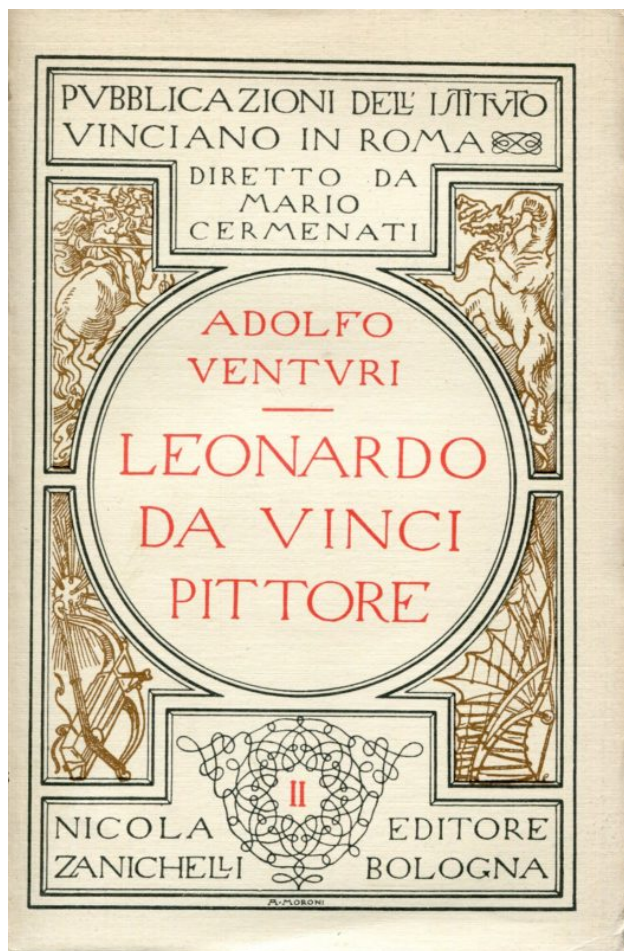 PVBBLICAZIONI DELL' ISTITVTO
VINCIANO IN ROMA
DIRETTO DA
MARIO
CERMENATI
ADOLFO
VENTVRI
LEONARDO
DA VINCI
PITTORE
II
NICOLA EDITORE
ZANICHELLI BOLOGNA
A·MORONI